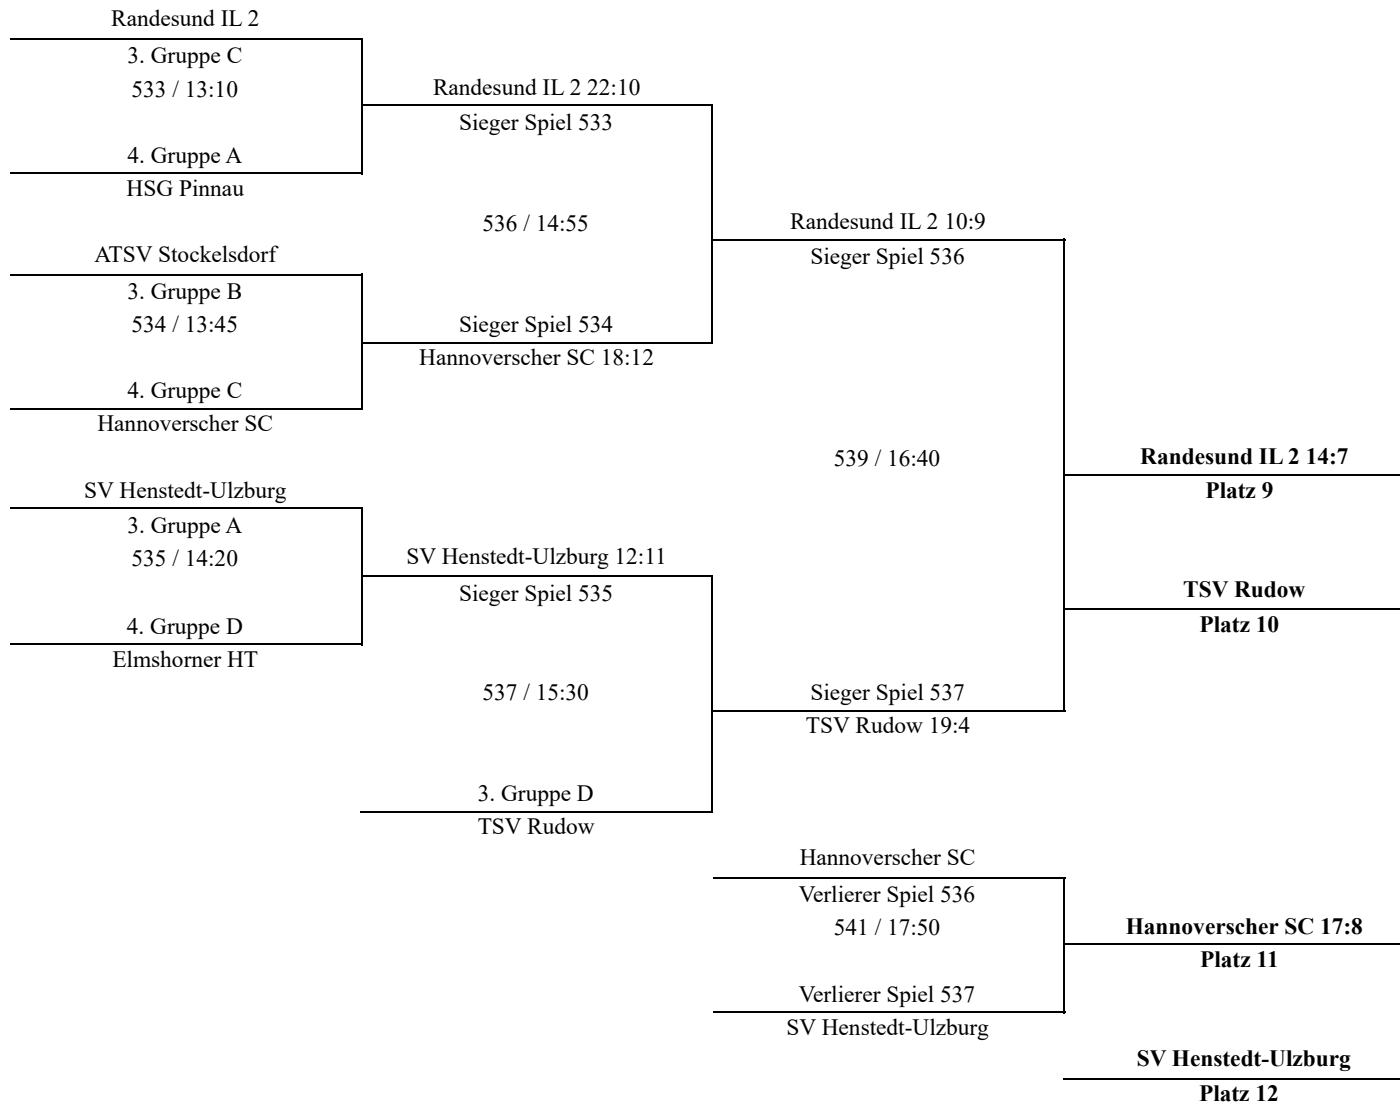 Randesund IL 2
3. Gruppe C
533 / 13:10
4. Gruppe A
HSG Pinnau
ATSV Stockelsdorf
3. Gruppe B
534 / 13:45
4. Gruppe C
Hannoverscher SC
SV Henstedt-Ulzburg
3. Gruppe A
535 / 14:20
4. Gruppe D
Elmshorner HT
Randesund IL 2 22:10
Sieger Spiel 533
536 / 14:55
Sieger Spiel 534
Hannoverscher SC 18:12
SV Henstedt-Ulzburg 12:11
Sieger Spiel 535
537 / 15:30
3. Gruppe D
TSV Rudow
Randesund IL 2 10:9
Sieger Spiel 536
539 / 16:40
Sieger Spiel 537
TSV Rudow 19:4
Hannoverscher SC
Verlierer Spiel 536
541 / 17:50
Verlierer Spiel 537
SV Henstedt-Ulzburg
Randesund IL 2 14:7
Platz 9
TSV Rudow
Platz 10
Hannoverscher SC 17:8
Platz 11
SV Henstedt-Ulzburg
Platz 12